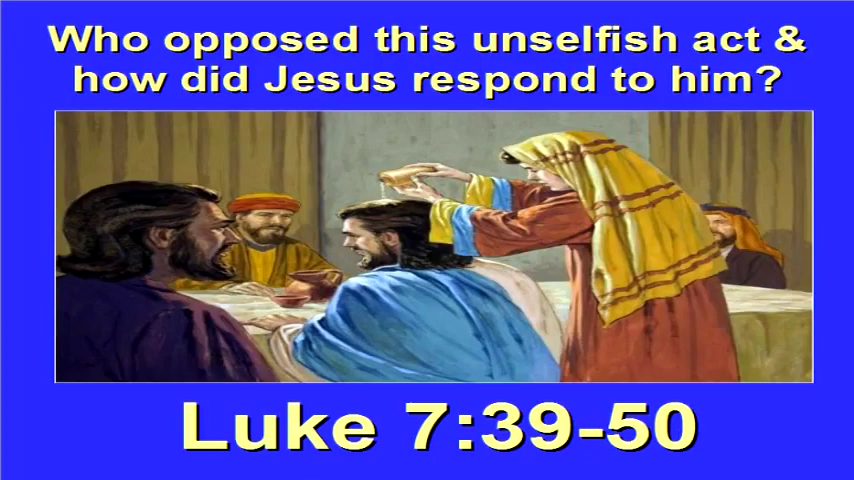 Who opposed this unselfish act &
how did Jesus respond to him?
Luke 7:39-50